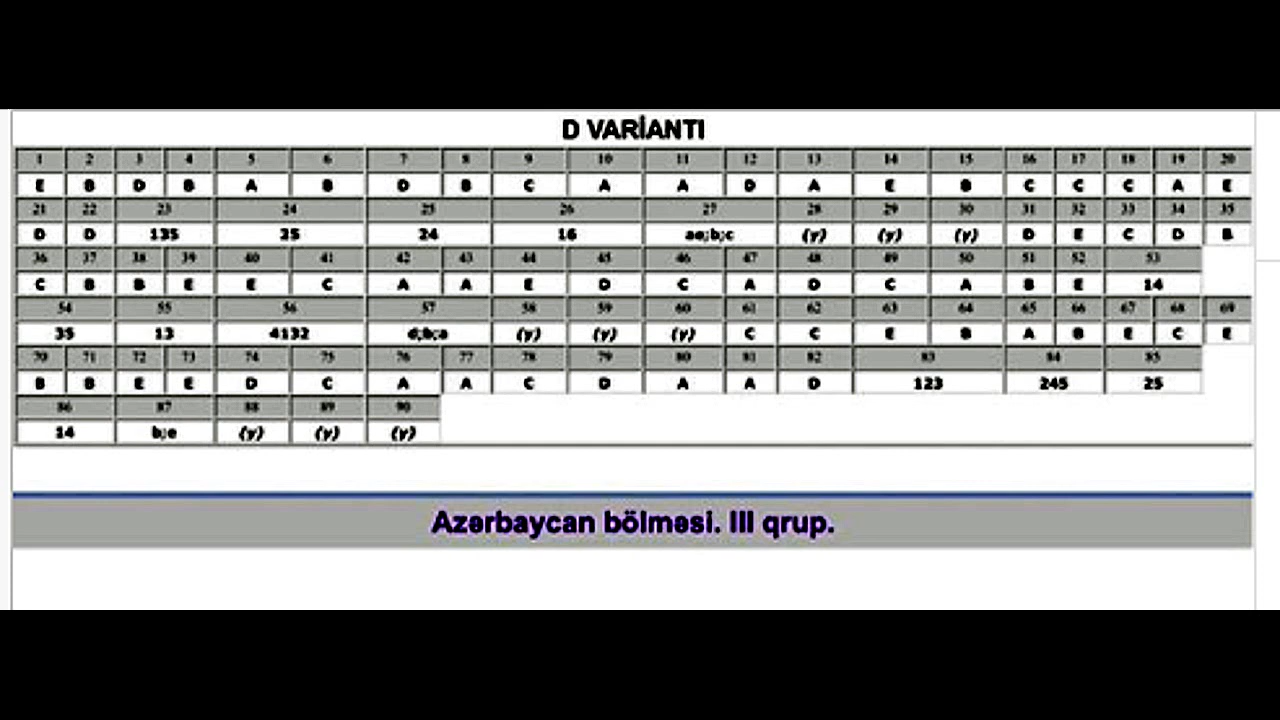 D VARİANTI
1 2 3 4 5 6 7 8 9 10 11 12 13 14 15 16 17 18 19 20
E B D B A B D B C A A D A E B C C C A E
21 22 23 24 25 26 27 28 29 30 31 32 33 34 35
D D 135 25 24 16 ae;b;c (y) (y) (y) D E C D B
36 37 38 39 40 41 42 43 44 45 46 47 48 49 50 51 52 53
C B B E E C A A E D C A D C A B E 14
54 55 56 57 58 59 60 61 62 63 64 65 66 67 68 69
35 13 4132 d;b;a (y) (y) (y) C C E B A B E C E
70 71 72 73 74 75 76 77 78 79 80 81 82 83 84 85
B B E E D C A A C D A A D 123 245 25
86 87 88 89 90
14 b;e (y) (y) (y)
Azərbaycan bölməsi. III qrup.